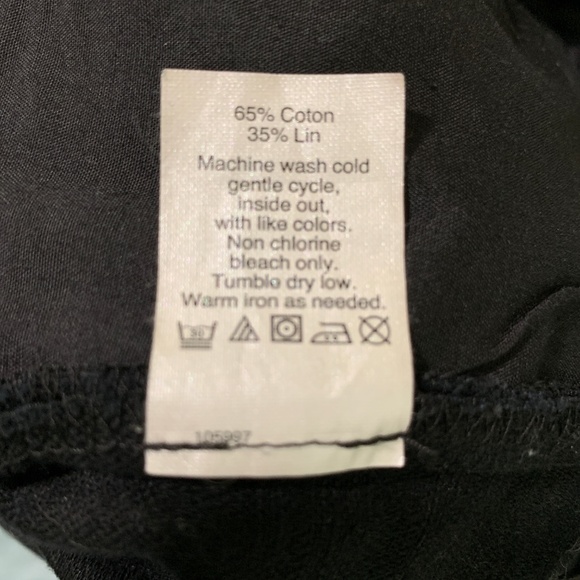 65% Coton
35% Lin
Machine wash cold
gentle cycle,
inside out,
with like colors.
Non chlorine
bleach only.
Tumble dry low.
Warm iron as needed.
30
105997